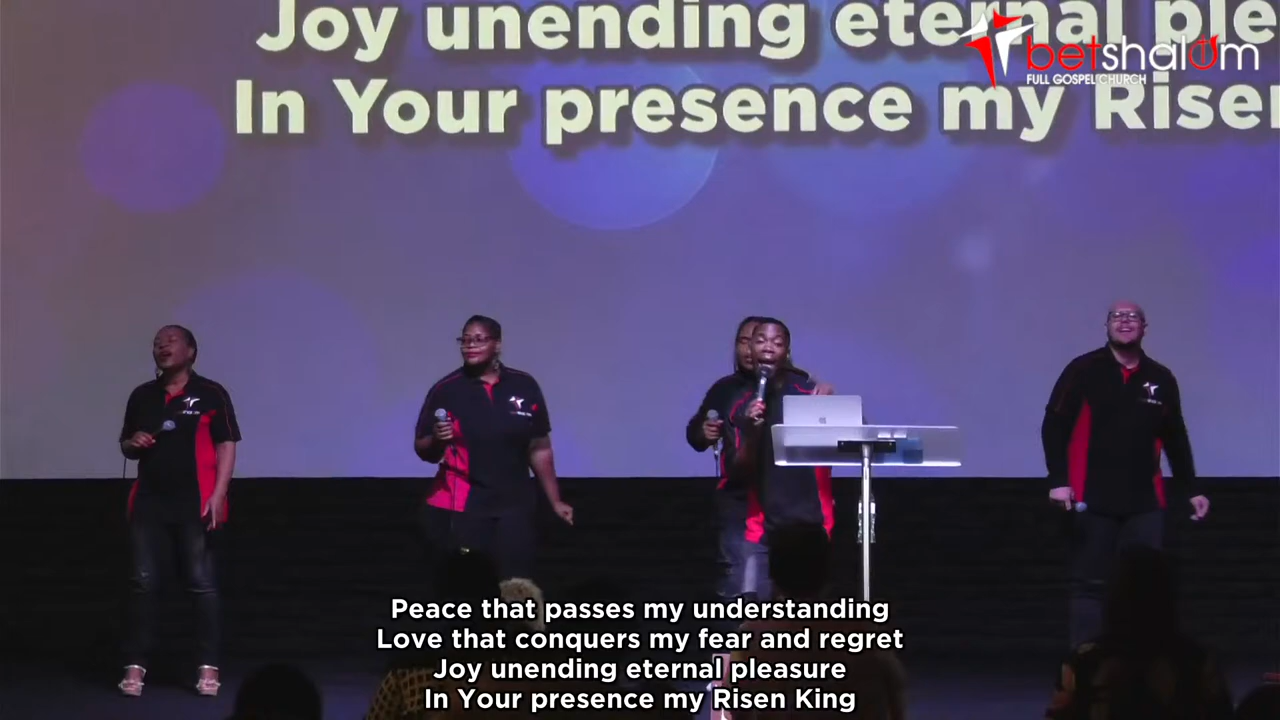 Joy unending eternal ple
In Your presence my Risen
betshalom
FULL GOSPEL CHURCH
Peace that passes my understanding
Love that conquers my fear and regret
Joy unending eternal pleasure
In Your presence my Risen King